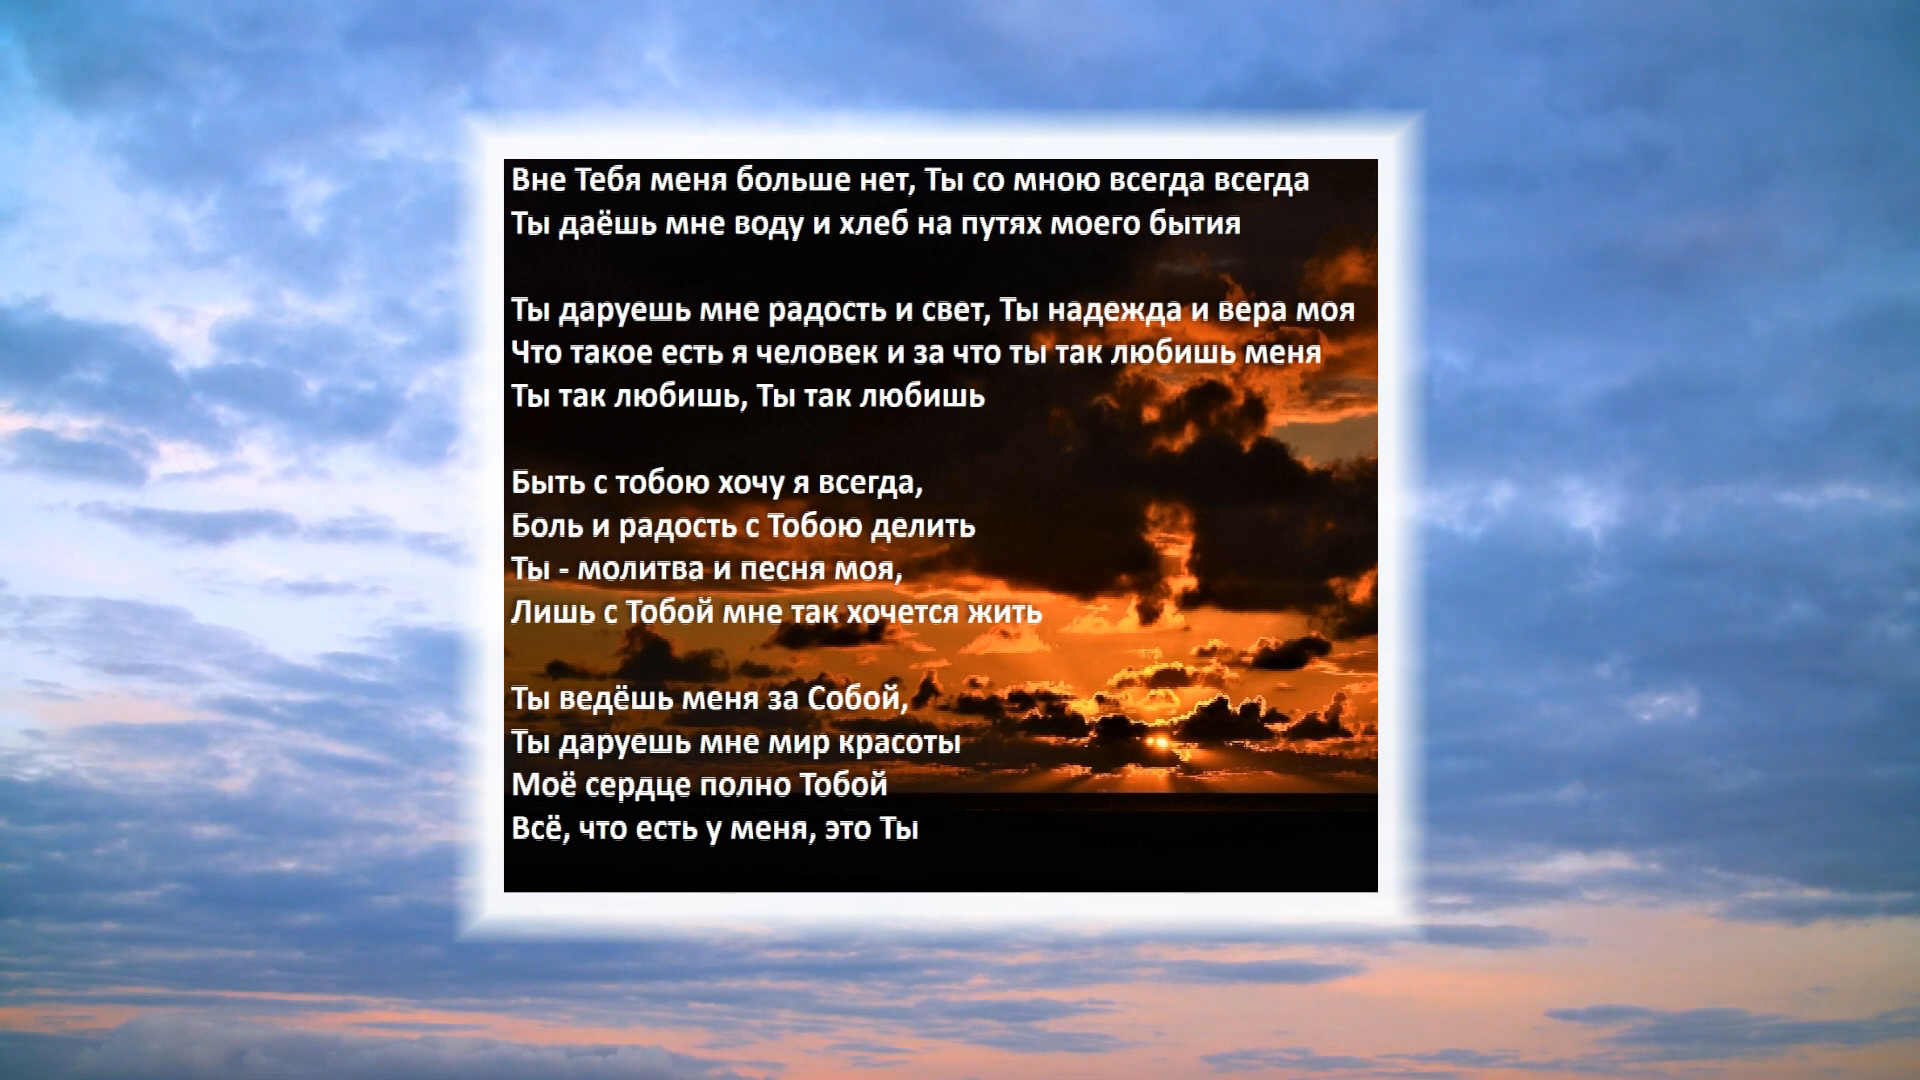 Вне Тебя меня больше нет, Ты со мною всегда всегда
Ты даёшь мне воду и хлеб на путях моего бытия
Ты даруешь мне радость и свет, Ты надежда и вера моя
Что такое есть я человек и за что ты так любишь меня
Ты так любишь, Ты так любишь
Быть с тобою хочу я всегда,
Боль и радость с Тобою делить
Ты - молитва и песня моя,
Лишь с Тобой мне так хочется жить
Ты ведёшь меня за Собой,
Ты даруешь мне мир красоты
Моё сердце полно Тобой
Всё, что есть у меня, это Ты